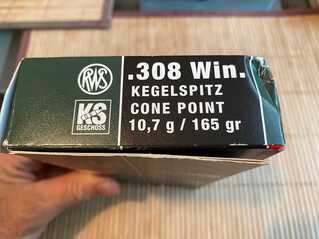 RWS
.308 Win.
KEGELSPITZ
KS
GESCHOSS
CONE POINT
10,7 g / 165 gr